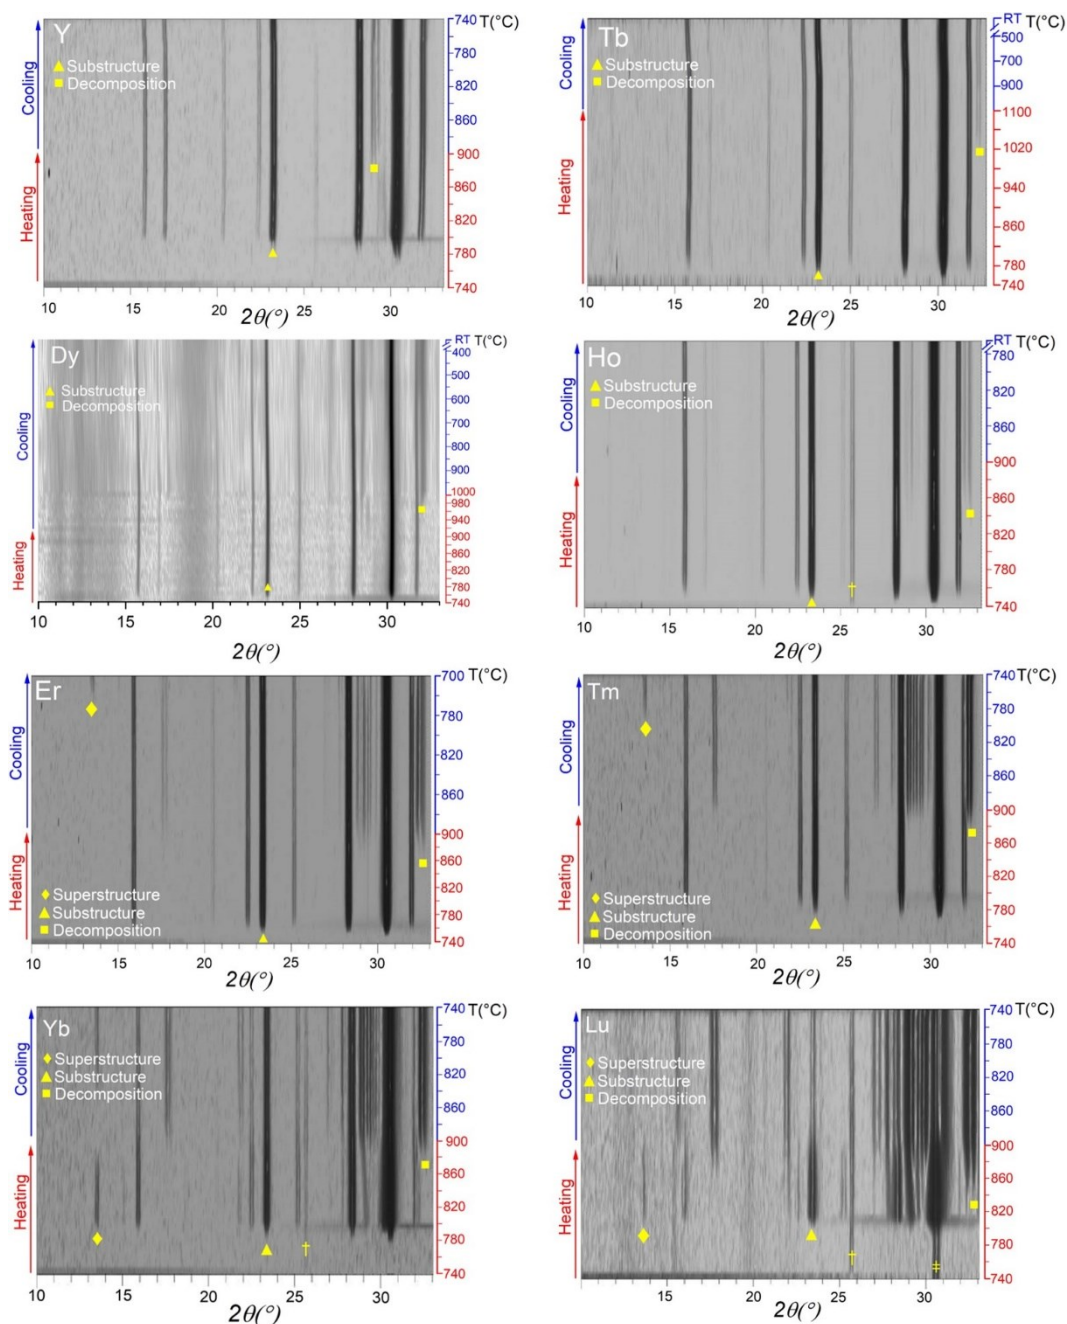 Y
Substructure
Decomposition
Heating
Cooling
740 T(°C)
780
820
860
900
860
820
780
740
10 15 20 25 30
2θ(°)
Tb
Substructure
Decomposition
Heating
Cooling
RT T(°C)
500
700
900
1100
1020
940
860
780
740
10 15 20 25 30
2θ(°)
Dy
Substructure
Decomposition
Heating
Cooling
RT T(°C)
400
500
600
700
800
900
1000
980
940
900
860
820
780
740
10 15 20 25 30
2θ(°)
Ho
Substructure
Decomposition
†
Heating
Cooling
RT T(°C)
780
820
860
900
860
820
780
740
10 15 20 25 30
2θ(°)
Er
Superstructure
Substructure
Decomposition
Heating
Cooling
700 T(°C)
780
820
860
900
860
820
780
740
10 15 20 25 30
2θ(°)
Tm
Superstructure
Substructure
Decomposition
Heating
Cooling
740 T(°C)
780
820
860
900
860
820
780
740
10 15 20 25 30
2θ(°)
Yb
Superstructure
Substructure
Decomposition
†
Heating
Cooling
740 T(°C)
780
820
860
900
860
820
780
740
10 15 20 25 30
2θ(°)
Lu
Superstructure
Substructure
Decomposition
†
‡
Heating
Cooling
740 T(°C)
780
820
860
900
860
820
780
740
10 15 20 25 30
2θ(°)